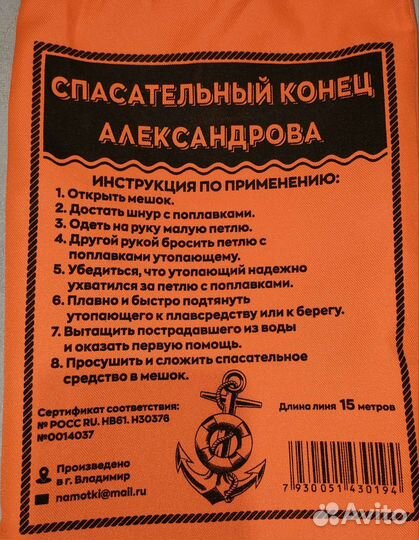 СПАСАТЕЛЬНЫЙ КОНЕЦ
АЛЕКСАНДРОВА
ИНСТРУКЦИЯ ПО ПРИМЕНЕНИЮ:
1. Открыть мешок.
2. Достать шнур с поплавками.
3. Одеть на руку малую петлю.
4. Другой рукой бросить петлю с
поплавками утопающему.
5. Убедиться, что утопающий надежно
ухватился за петлю с поплавками.
6. Плавно и быстро подтянуть
утопающего к плавсредству или к берегу.
7. Вытащить пострадавшего из воды
и оказать первую помощь.
8. Просушить и сложить спасательное
средство в мешок.
Сертификат соответствия:
№ РОСС RU. НВ61. Н30376
№0014037
Произведено
в г. Владимир
namotki@mail.ru
Длина линя 15 метров
7 930051 430194
Avito